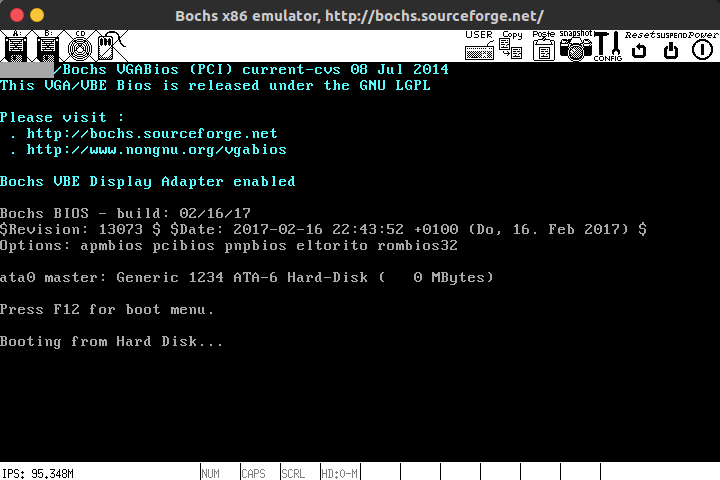 Bochs x86 emulator, http://bochs.sourceforge.net/
A: B: CD USER Copy Paste Snapshot CONFIG Reset SUSPEND Power
/Bochs VGABios (PCI) current-cvs 08 Jul 2014
This VGA/VBE Bios is released under the GNU LGPL
Please visit :
. http://bochs.sourceforge.net
. http://www.nongnu.org/vgabios
Bochs VBE Display Adapter enabled
Bochs BIOS - build: 02/16/17
$Revision: 13073 $ $Date: 2017-02-16 22:43:52 +0100 (Do, 16. Feb 2017) $
Options: apmbios pcibios pnpbios eltorito rombios32
ata0 master: Generic 1234 ATA-6 Hard-Disk (   0 MBytes)
Press F12 for boot menu.
Booting from Hard Disk...
IPS: 95.348M NUM CAPS SCRL HD:0-M